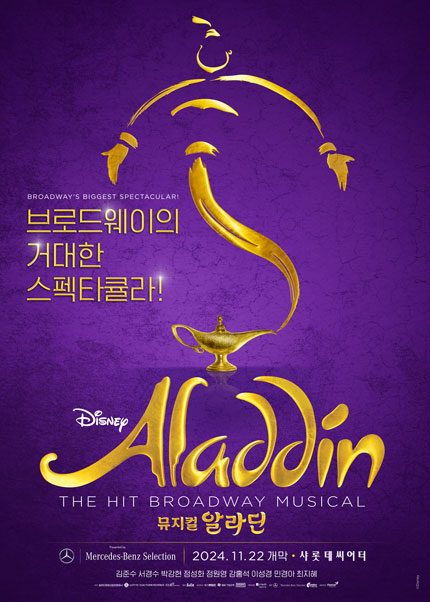 BROADWAY'S BIGGEST SPECTACULAR!
브로드웨이의
거대한
스펙타큘라!
Disney
Aladdin
THE HIT BROADWAY MUSICAL
뮤지컬 알라딘
Presented by
Mercedes-Benz Selection
2024.11.22 개막 • 샤롯데씨어터
김준수 서경수 박강현 정성화 정원영 강홍석 이성경 민경아 최지혜